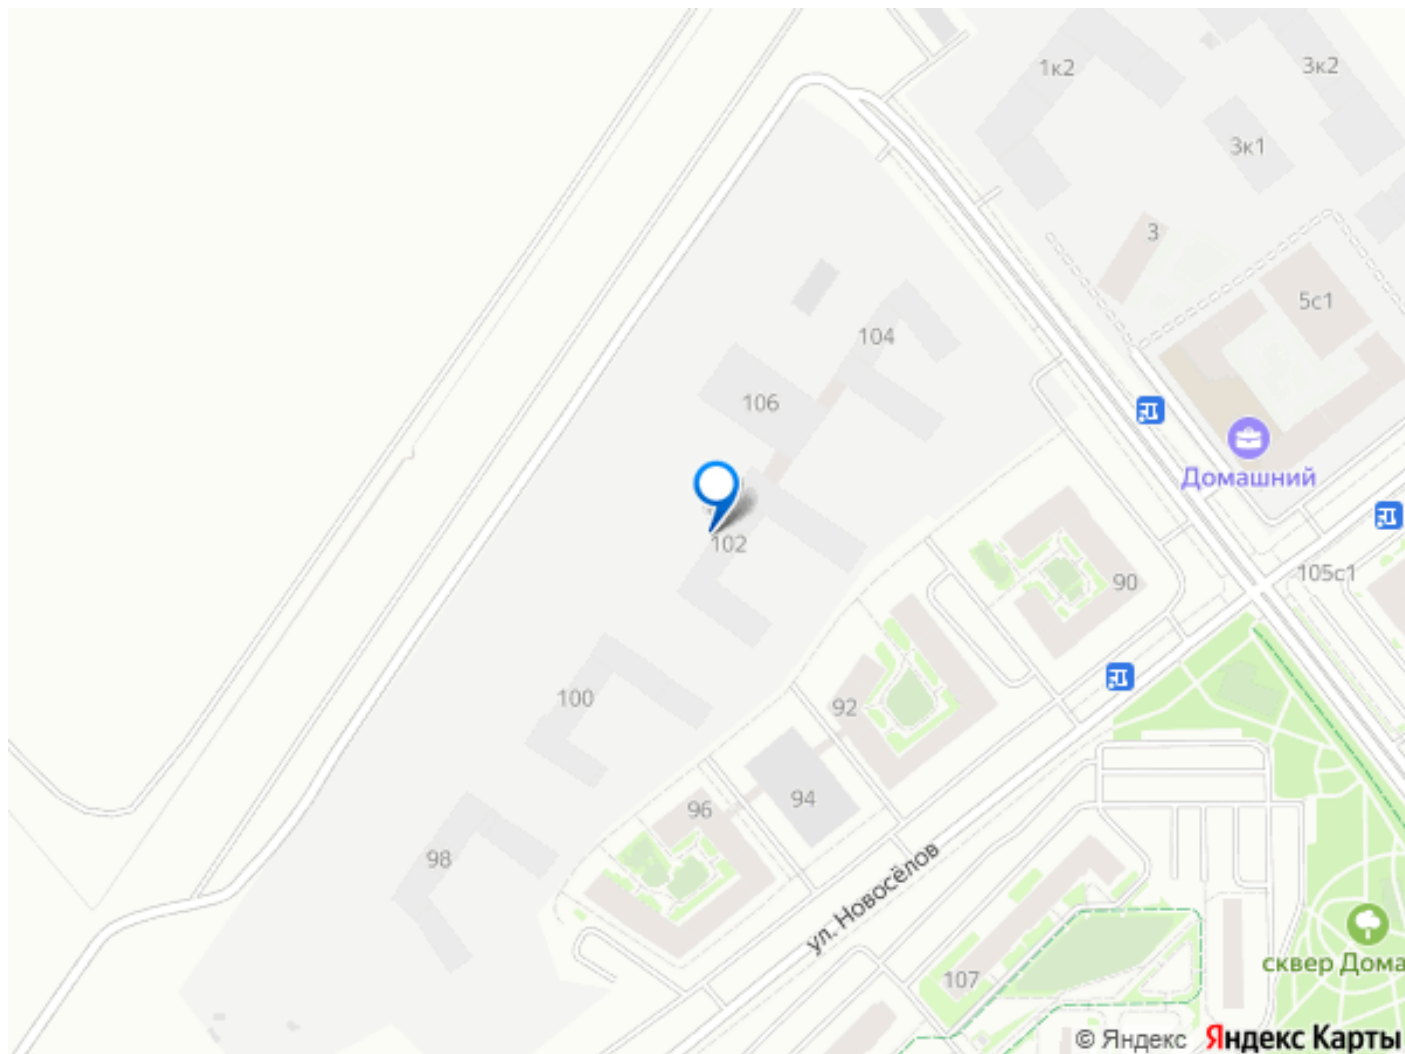 1к2
3к2
3к1
3
5с1
104
106
Домашний
102
105с1
90
100
92
94
96
98
ул. Новосёлов
107
сквер Дома
© Яндекс Яндекс Карты